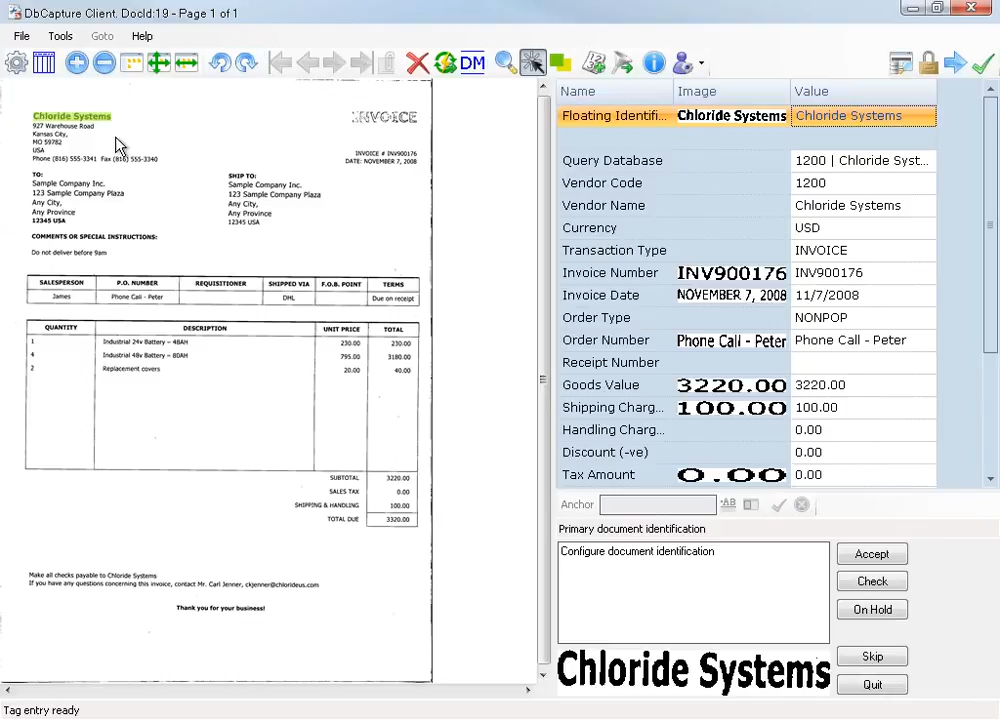 DbCapture Client. DocId:19 - Page 1 of 1
File Tools Goto Help
DM
Chloride Systems
927 Warehouse Road
Kansas City,
MO 59782
USA
Phone (816) 555-3341 Fax (816) 555-3340
INVOICE
INVOICE # INV900176
DATE: NOVEMBER 7, 2008
TO:
Sample Company Inc.
123 Sample Company Plaza
Any City,
Any Province
12345 USA
SHIP TO:
Sample Company Inc.
123 Sample Company Plaza
Any City,
Any Province
12345 USA
COMMENTS OR SPECIAL INSTRUCTIONS:
Do not deliver before 9am
SALESPERSON P.O. NUMBER REQUISITIONER SHIPPED VIA F.O.B. POINT TERMS
James Phone Call - Peter DHL Due on receipt
QUANTITY DESCRIPTION UNIT PRICE TOTAL
1 Industrial 24v Battery – 48AH 230.00 230.00
4 Industrial 48v Battery – 80AH 795.00 3180.00
2 Replacement covers 20.00 40.00
SUBTOTAL 3220.00
SALES TAX 0.00
SHIPPING & HANDLING 100.00
TOTAL DUE 3320.00
Make all checks payable to Chloride Systems
If you have any questions concerning this invoice, contact Mr. Carl Jenner, ckjenner@chlorideus.com
Thank you for your business!
Name Image Value
Floating Identifi... Chloride Systems Chloride Systems
Query Database 1200 | Chloride Syst...
Vendor Code 1200
Vendor Name Chloride Systems
Currency USD
Transaction Type INVOICE
Invoice Number INV900176 INV900176
Invoice Date NOVEMBER 7, 2008 11/7/2008
Order Type NONPOP
Order Number Phone Call - Peter Phone Call - Peter
Receipt Number
Goods Value 3220.00 3220.00
Shipping Charg... 100.00 100.00
Handling Charg... 0.00
Discount (-ve) 0.00
Tax Amount 0.00 0.00
Anchor AB
Primary document identification
Configure document identification
Accept
Check
On Hold
Skip
Quit
Chloride Systems
Tag entry ready